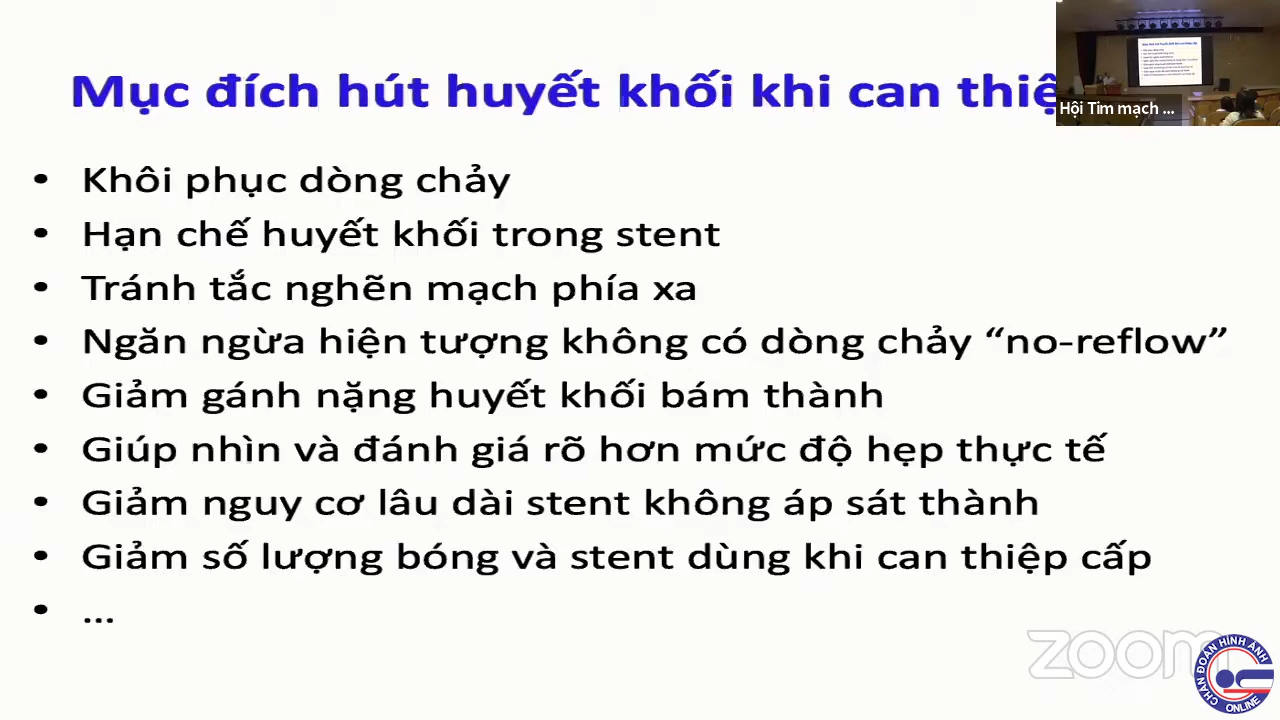 Mục đích hút huyết khối khi can thiệ
Hội Tim mạch ...
• Khôi phục dòng chảy
• Hạn chế huyết khối trong stent
• Tránh tắc nghẽn mạch phía xa
• Ngăn ngừa hiện tượng không có dòng chảy “no-reflow”
• Giảm gánh nặng huyết khối bám thành
• Giúp nhìn và đánh giá rõ hơn mức độ hẹp thực tế
• Giảm nguy cơ lâu dài stent không áp sát thành
• Giảm số lượng bóng và stent dùng khi can thiệp cấp
• ...
zoom
CHẨN ĐOÁN HÌNH ẢNH
ONLINE